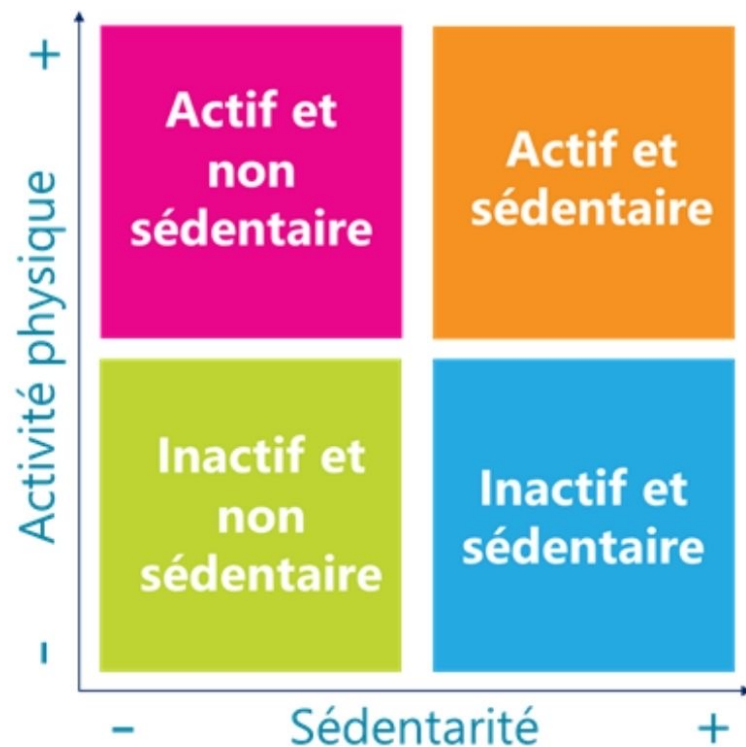 +
Activité physique
-
Actif et
non
sédentaire
Actif et
sédentaire
Inactif et
non
sédentaire
Inactif et
sédentaire
-
Sédentarité
+